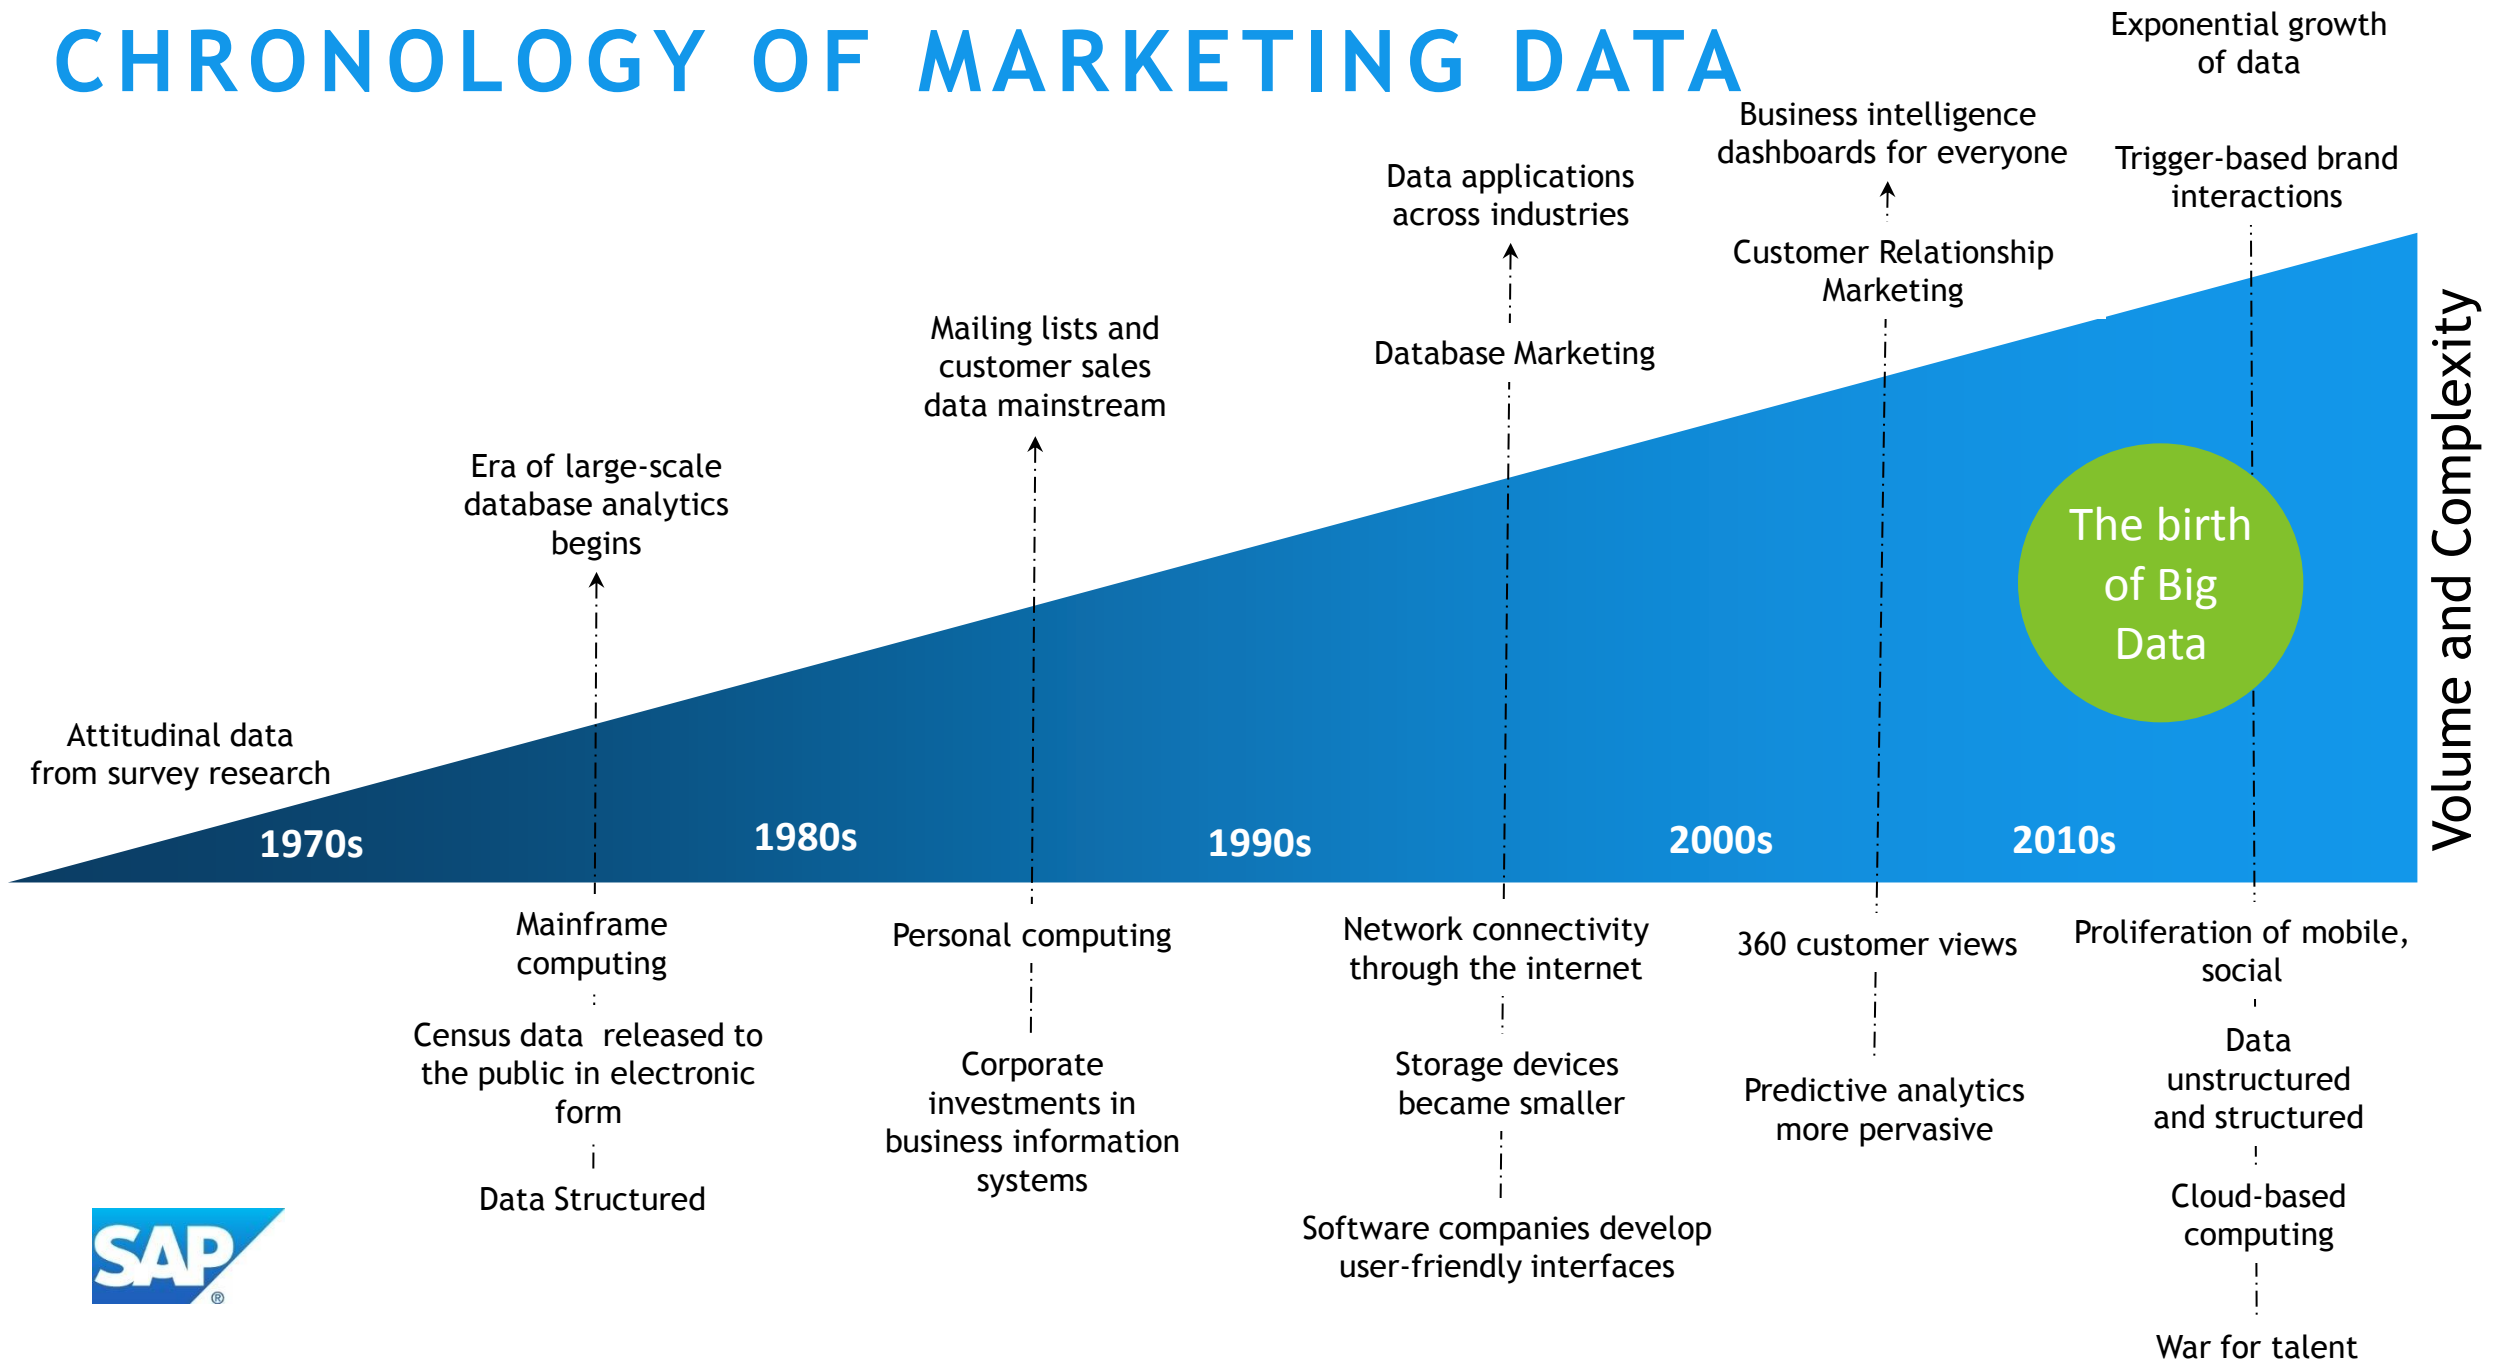 CHRONOLOGY OF MARKETING DATA
Exponential growth
of data
Business intelligence
dashboards for everyone
Trigger-based brand
interactions
Data applications
across industries
Customer Relationship
Marketing
Mailing lists and
customer sales
data mainstream
Database Marketing
Era of large-scale
database analytics
begins
Attitudinal data
from survey research
The birth
of Big
Data
Volume and Complexity
1970s
1980s
1990s
2000s
2010s
Mainframe
computing
Census data  released to
the public in electronic
form
Data Structured
Personal computing
Corporate
investments in
business information
systems
Network connectivity
through the internet
Storage devices
became smaller
Software companies develop
user-friendly interfaces
360 customer views
Predictive analytics
more pervasive
Proliferation of mobile,
social
Data
unstructured
and structured
Cloud-based
computing
War for talent
SAP
®